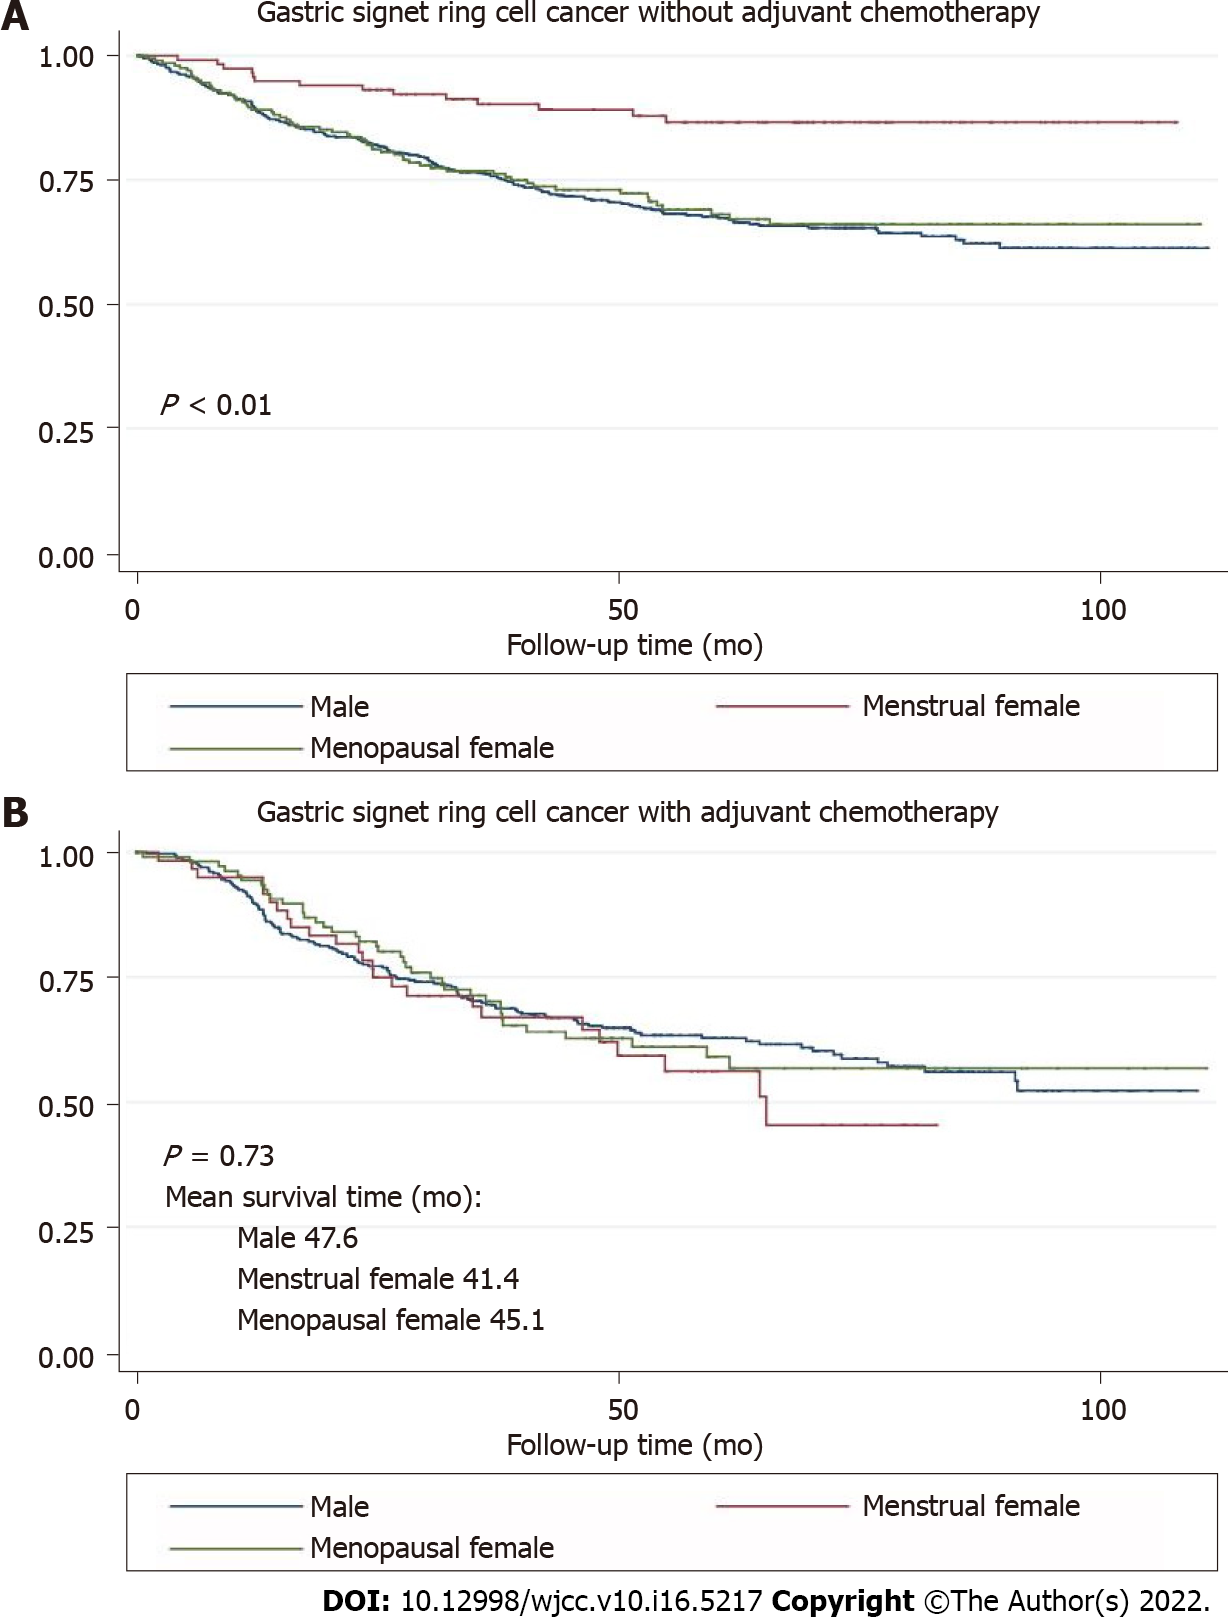 A
Gastric signet ring cell cancer without adjuvant chemotherapy
1.00
0.75
0.50
P < 0.01
0.25
0.00
0 50 100
Follow-up time (mo)
Male Menstrual female
Menopausal female
B
Gastric signet ring cell cancer with adjuvant chemotherapy
1.00
0.75
0.50
P = 0.73
Mean survival time (mo):
0.25
Male 47.6
Menstrual female 41.4
Menopausal female 45.1
0.00
0 50 100
Follow-up time (mo)
Male Menstrual female
Menopausal female
DOI: 10.12998/wjcc.v10.i16.5217 Copyright ©The Author(s) 2022.